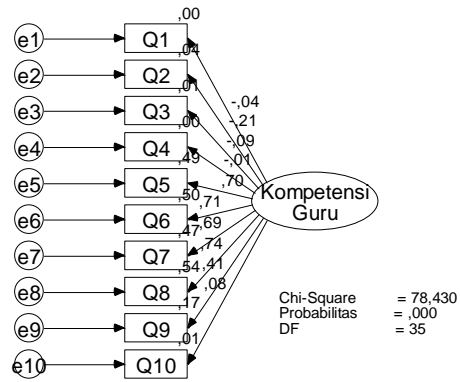 ,00
e1 Q1
,04
e2 Q2
,01
e3 Q3
,00
e4 Q4
,49
e5 Q5
,50
e6 Q6
,47
e7 Q7
,54
e8 Q8
,17
e9 Q9
,01
e10 Q10
-,04
-,21
-,09
-,01
,70
,71
,69
,74
,41
,08
Kompetensi
Guru
Chi-Square = 78,430
Probabilitas = ,000
DF = 35